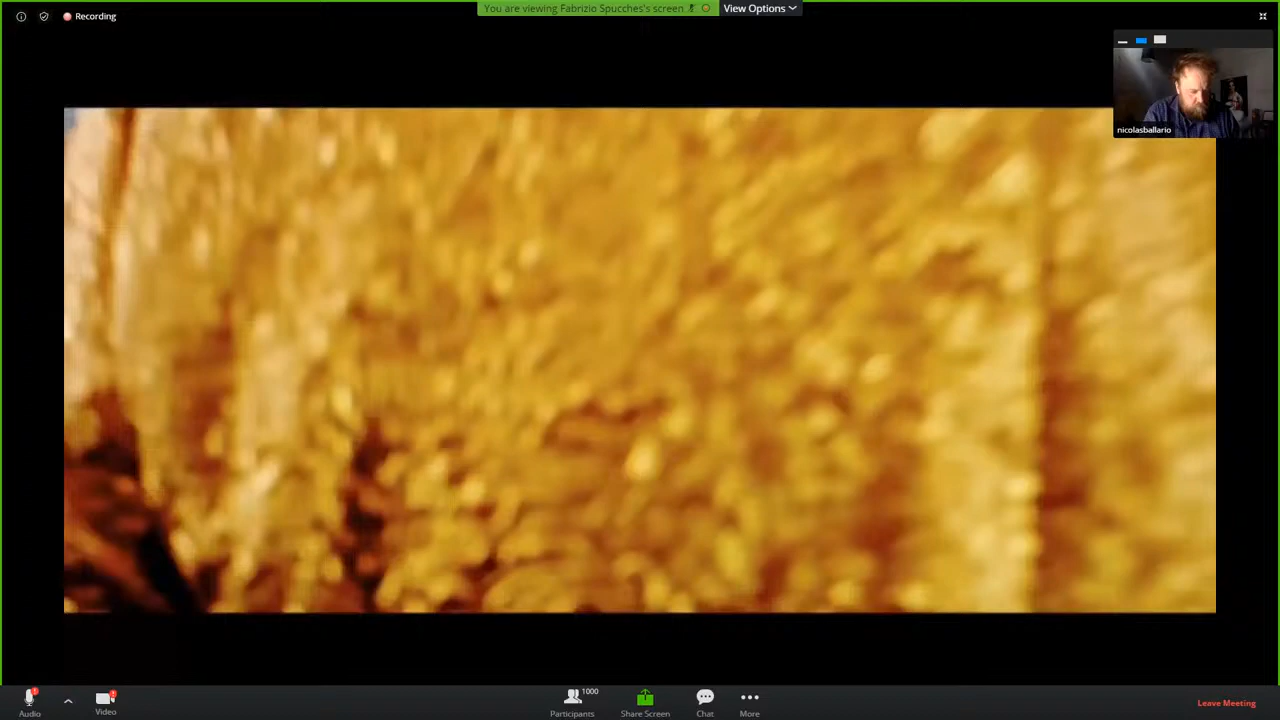 Recording
You are viewing Fabrizio Spucches's screen
View Options
nicolasballario
Audio
Video
Participants
1000
Share Screen
Chat
More
Leave Meeting